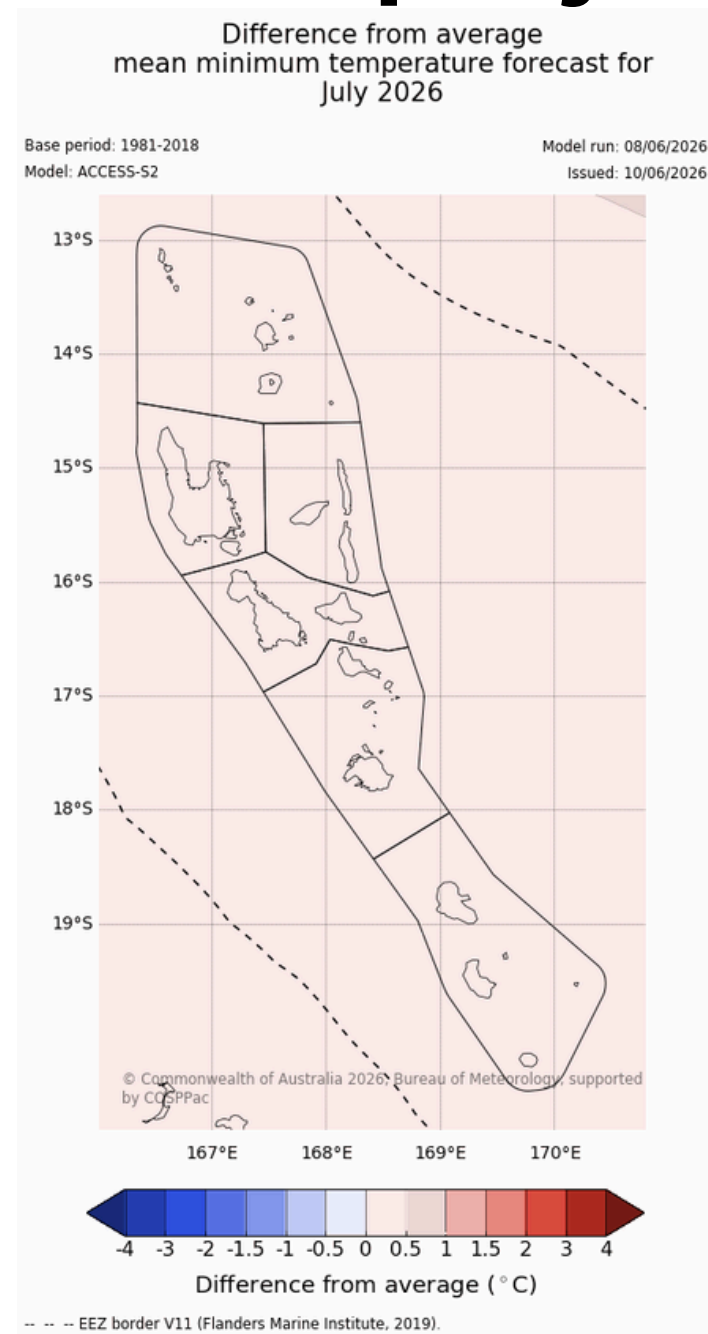 Difference from average
mean minimum temperature forecast for
July 2026
Base period: 1981-2018
Model run: 08/06/2026
Model: ACCESS-S2
Issued: 10/06/2026
13°S
14°S
15°S
16°S
17°S
18°S
19°S
© Commonwealth of Australia 2026, Bureau of Meteorology, supported
by COSPPac
167°E 168°E 169°E 170°E
-4 -3 -2 -1.5 -1 -0.5 0 0.5 1 1.5 2 3 4
Difference from average (°C)
-- -- -- EEZ border V11 (Flanders Marine Institute, 2019).